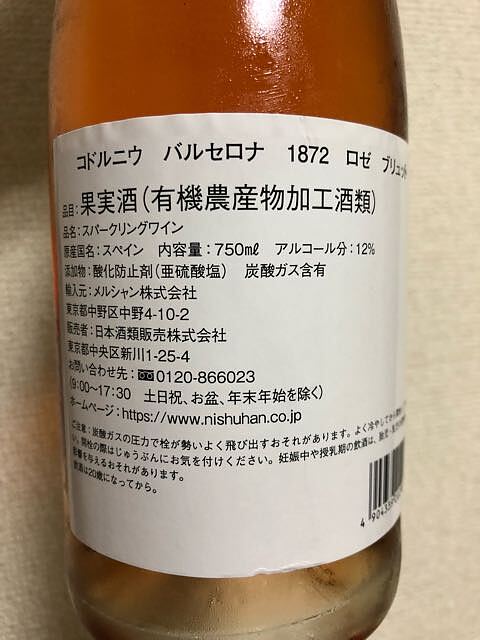 コドルニウ バルセロナ 1872 ロゼ ブリュット
品目：果実酒（有機農産物加工酒類）
品名：スパークリングワイン
原産国名：スペイン 内容量：750mℓ アルコール分：12%
添加物：酸化防止剤（亜硫酸塩） 炭酸ガス含有
輸入元：メルシャン株式会社
東京都中野区中野4-10-2
販売者：日本酒類販売株式会社
東京都中央区新川1-25-4
お問い合わせ先：0120-866023
（9:00～17:30 土日祝、お盆、年末年始を除く）
ホームページ：https://www.nishuhan.co.jp
ご注意：炭酸ガスの圧力で栓が勢いよく飛び出すおそれがあります。よく冷やしてから
い。開栓の際はじゅうぶんにお気を付けください。妊娠中や授乳期の飲酒は、胎児・
影響を与えるおそれがあります。
飲酒は20歳になってから。